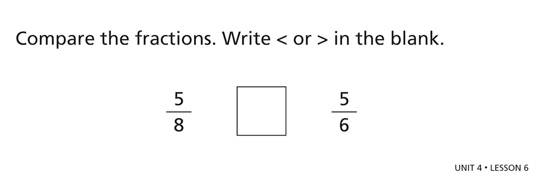 Compare the fractions. Write < or > in the blank.
5 5
8 6
UNIT 4 • LESSON 6